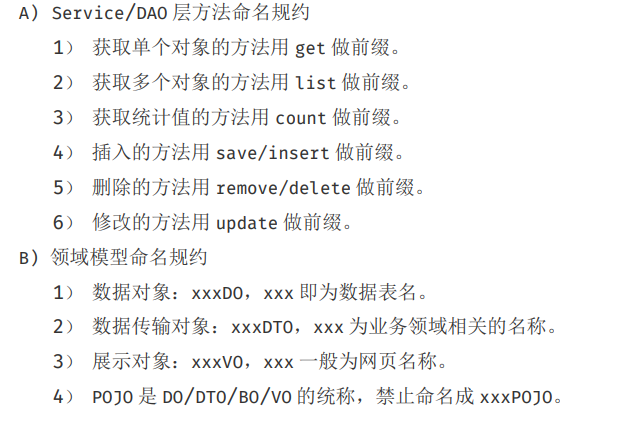 A) Service/DAO 层方法命名规约
1） 获取单个对象的方法用 get 做前缀。
2） 获取多个对象的方法用 list 做前缀。
3） 获取统计值的方法用 count 做前缀。
4） 插入的方法用 save/insert 做前缀。
5） 删除的方法用 remove/delete 做前缀。
6） 修改的方法用 update 做前缀。
B) 领域模型命名规约
1） 数据对象：xxxDO，xxx 即为数据表名。
2） 数据传输对象：xxxDTO，xxx 为业务领域相关的名称。
3） 展示对象：xxxVO，xxx 一般为网页名称。
4） POJO 是 DO/DTO/BO/VO 的统称，禁止命名成 xxxPOJO。